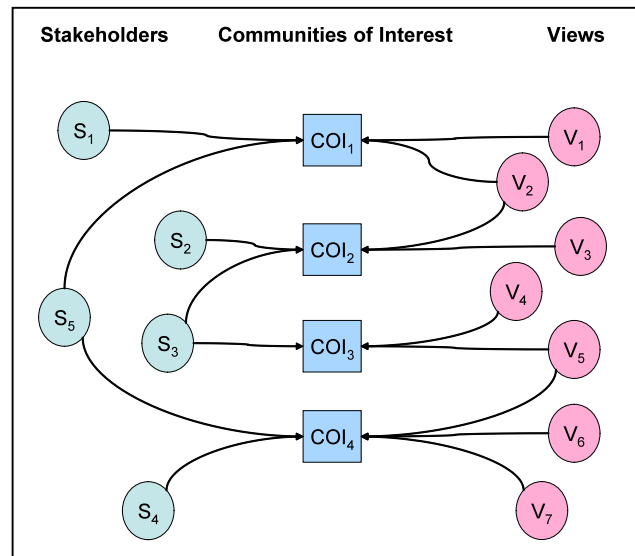 Stakeholders Communities of Interest Views
S₁ COI₁ V₁
V₂
S₂ COI₂ V₃
V₄
S₅ S₃ COI₃ V₅
COI₄ V₆
S₄ V₇